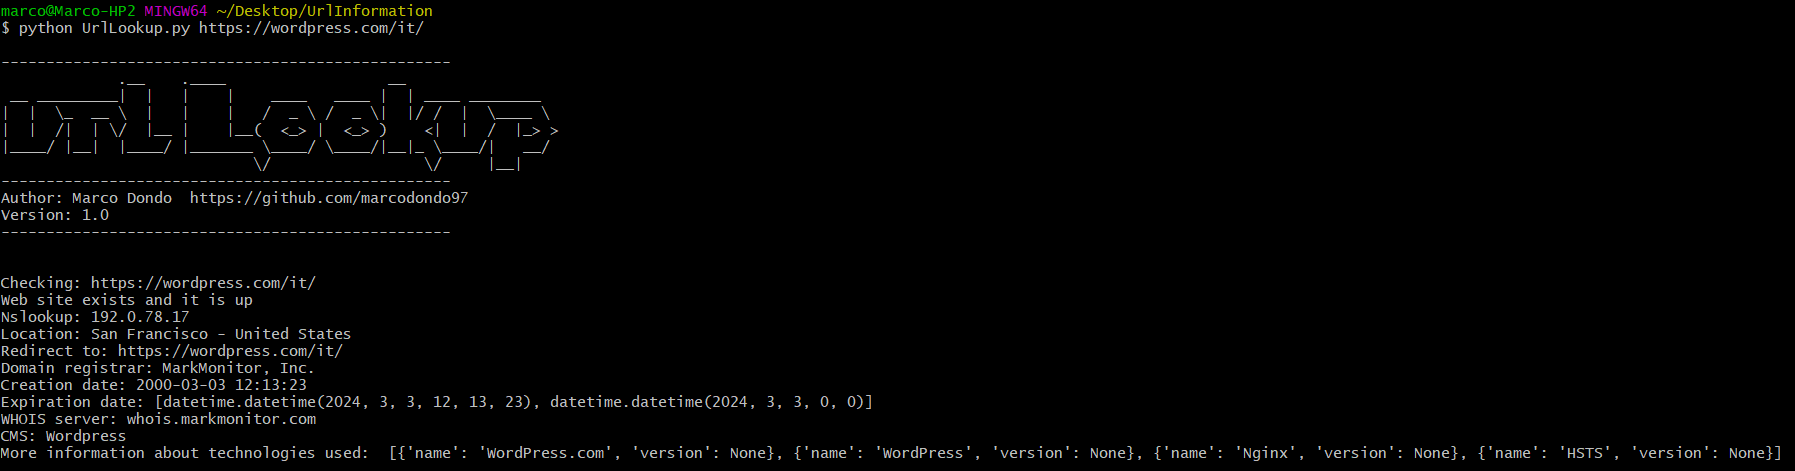 marco@Marco-HP2 MINGW64 ~/Desktop/UrlInformation
$ python UrlLookup.py https://wordpress.com/it/
--------------------------------------------------
urlLookup
--------------------------------------------------
Author: Marco Dondo  https://github.com/marcodondo97
Version: 1.0
--------------------------------------------------
Checking: https://wordpress.com/it/
Web site exists and it is up
Nslookup: 192.0.78.17
Location: San Francisco - United States
Redirect to: https://wordpress.com/it/
Domain registrar: MarkMonitor, Inc.
Creation date: 2000-03-03 12:13:23
Expiration date: [datetime.datetime(2024, 3, 3, 12, 13, 23), datetime.datetime(2024, 3, 3, 0, 0)]
WHOIS server: whois.markmonitor.com
CMS: Wordpress
More information about technologies used:  [{'name': 'WordPress.com', 'version': None}, {'name': 'WordPress', 'version': None}, {'name': 'Nginx', 'version': None}, {'name': 'HSTS', 'version': None}]